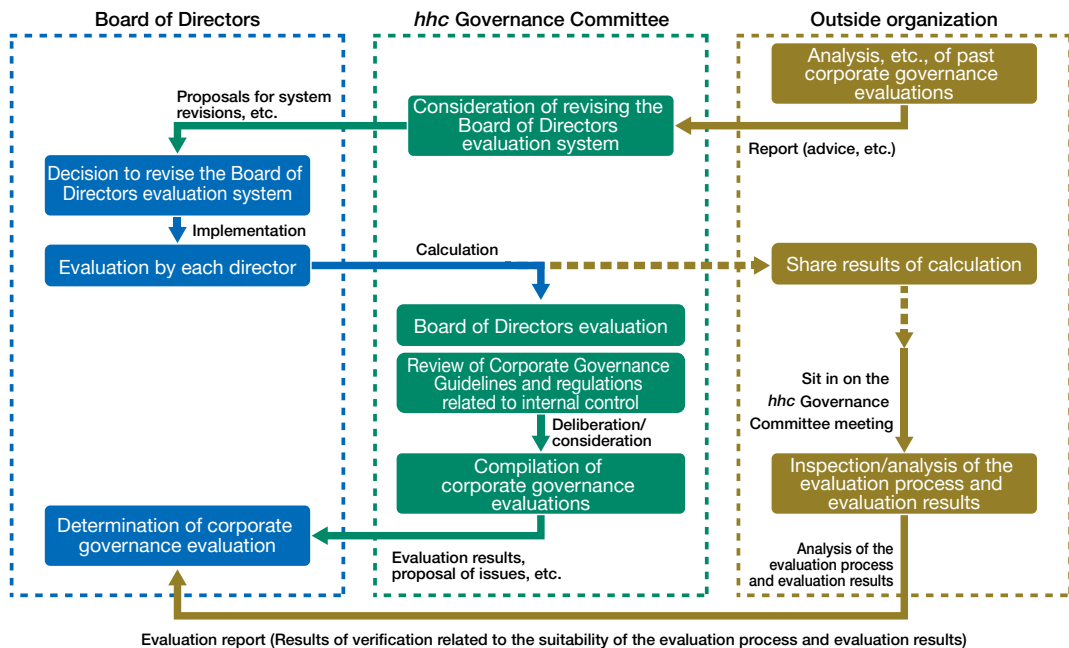 Board of Directors
hhc Governance Committee
Outside organization
Analysis, etc., of past
corporate governance
evaluations
Proposals for system
revisions, etc.
Consideration of revising the
Board of Directors
evaluation system
Report (advice, etc.)
Decision to revise the Board of
Directors evaluation system
Implementation
Evaluation by each director
Calculation
Share results of calculation
Board of Directors evaluation
Review of Corporate Governance
Guidelines and regulations
related to internal control
Sit in on the
hhc Governance
Committee meeting
Deliberation/
consideration
Compilation of
corporate governance
evaluations
Inspection/analysis of the
evaluation process and
evaluation results
Determination of corporate
governance evaluation
Evaluation results,
proposal of issues, etc.
Analysis of the
evaluation process
and evaluation results
Evaluation report (Results of verification related to the suitability of the evaluation process and evaluation results)